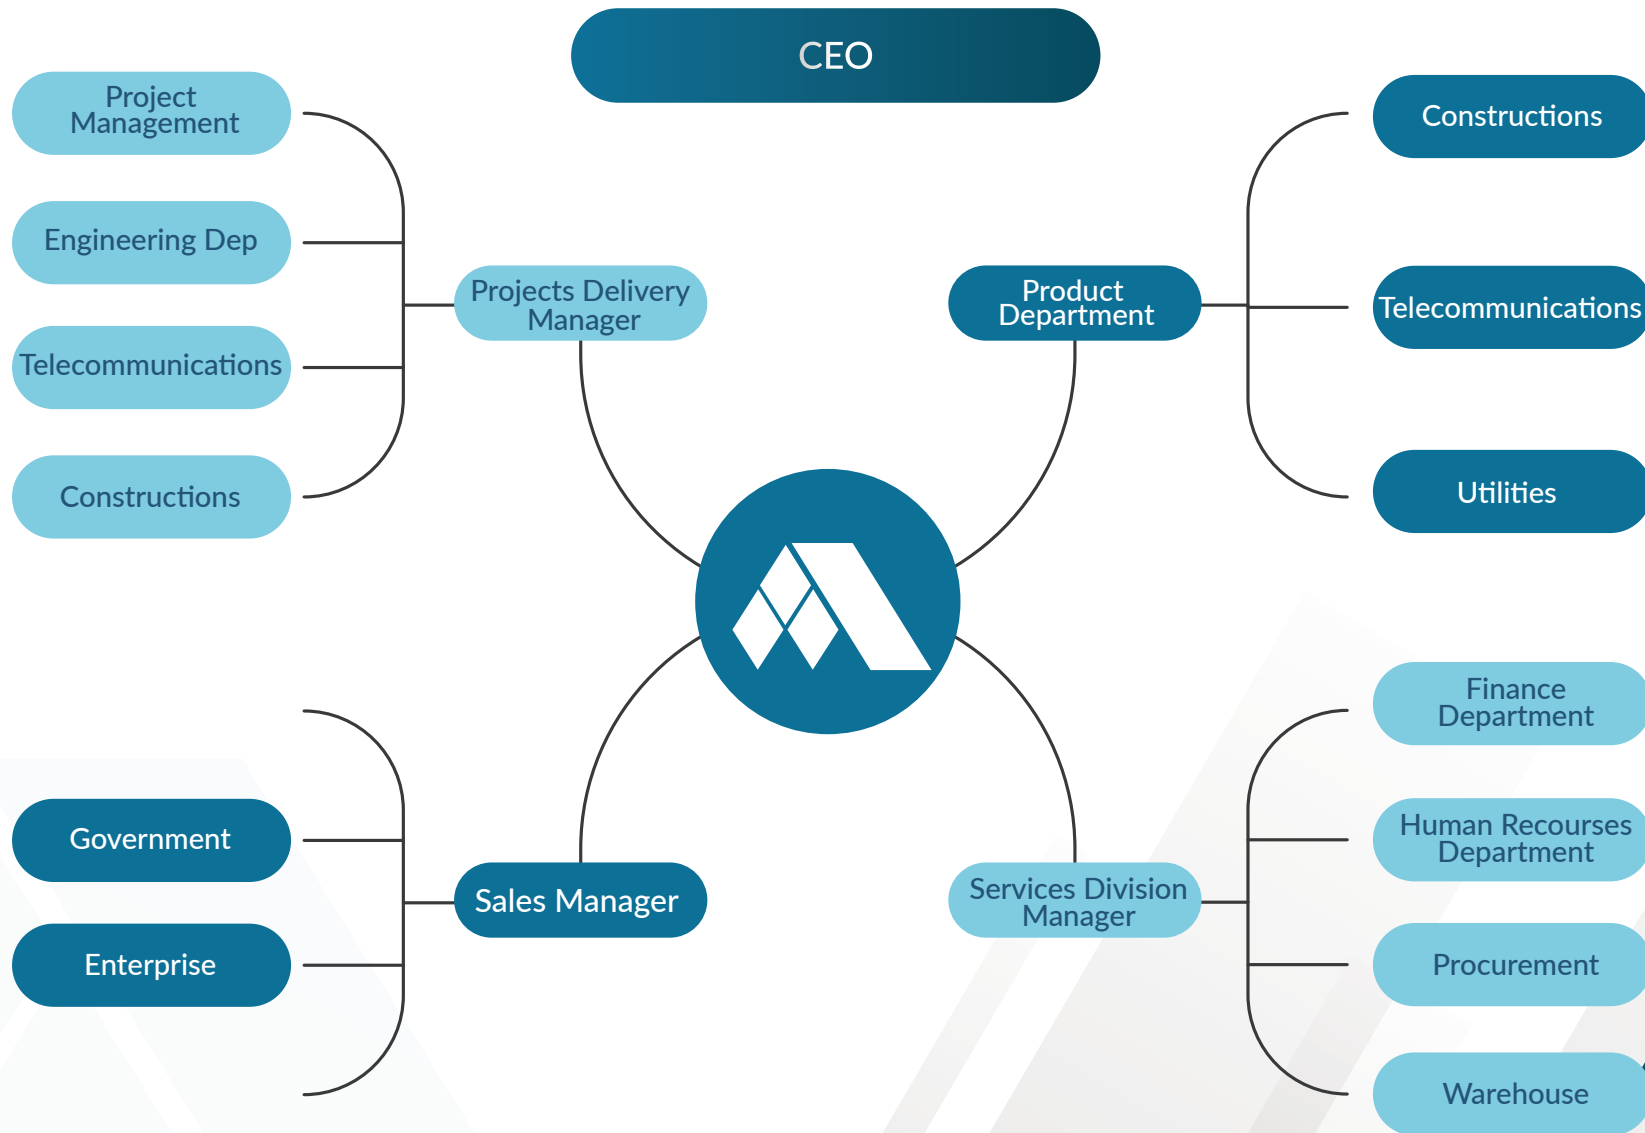 CEO
Project
Management
Engineering Dep
Telecommunications
Constructions
Projects Delivery
Manager
Product
Department
Constructions
Telecommunications
Utilities
Government
Enterprise
Sales Manager
Services Division
Manager
Finance
Department
Human Recourses
Department
Procurement
Warehouse